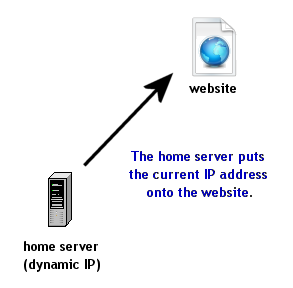 website
The home server puts
the current IP address
onto the website.
home server
(dynamic IP)